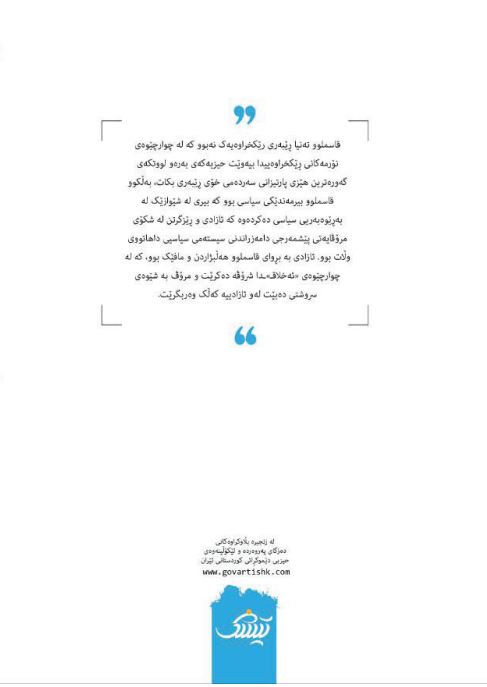 قاسملوو تەنیا ڕێبەری ڕێکخراوەیەک نەبوو کە لە چوارچێوەی
نۆرمەکانی ڕێکخراوەییدا بیەوێت حیزبەکەی بەرەو لووتکەی
گەورەترین هێزی پارتیزانی سەردەمی خۆی ڕێبەری بکات، بەڵکوو
قاسملوو بیرمەندێکی سیاسی بوو کە بیری لە شێوازێک لە
بەڕێوەبەریی سیاسی دەکردەوە کە ئازادی و ڕێزگرتن لە شکۆی
مرۆڤایەتی پێشمەرجی دامەزراندنی سیستەمی سیاسیی داهاتووی
وڵات بوو. ئازادی بە بڕوای قاسملوو هەڵبژاردن و مافێک بوو، کە لە
چوارچێوەی «ئەخلاق»دا شرۆڤە دەکرێت و مرۆڤ بە شێوەی
سروشتی دەبێت لەو ئازادییە کەڵک وەربگرێت.
لە زنجیرە بڵاوکراوەکانی
دەزگای پەروەردە و لێکۆڵینەوەی
حیزبی دێموکڕاتی کوردستانی ئێران
www.govartishk.com
تیشک